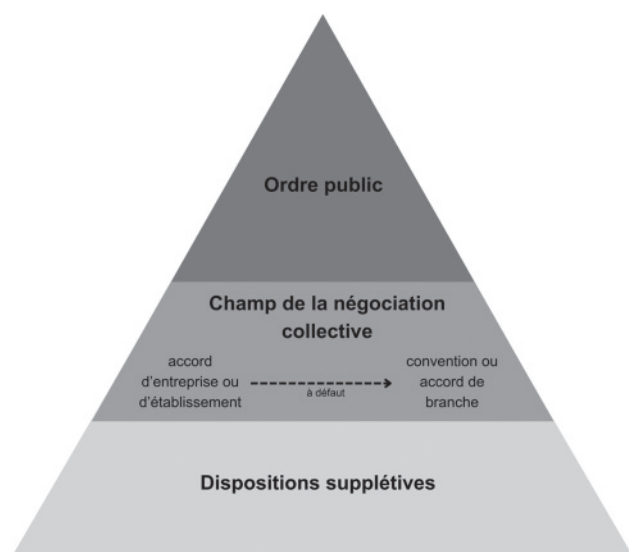 Ordre public
Champ de la négociation
collective
accord
d'entreprise ou
d'établissement
à défaut
convention ou
accord de
branche
Dispositions supplétives